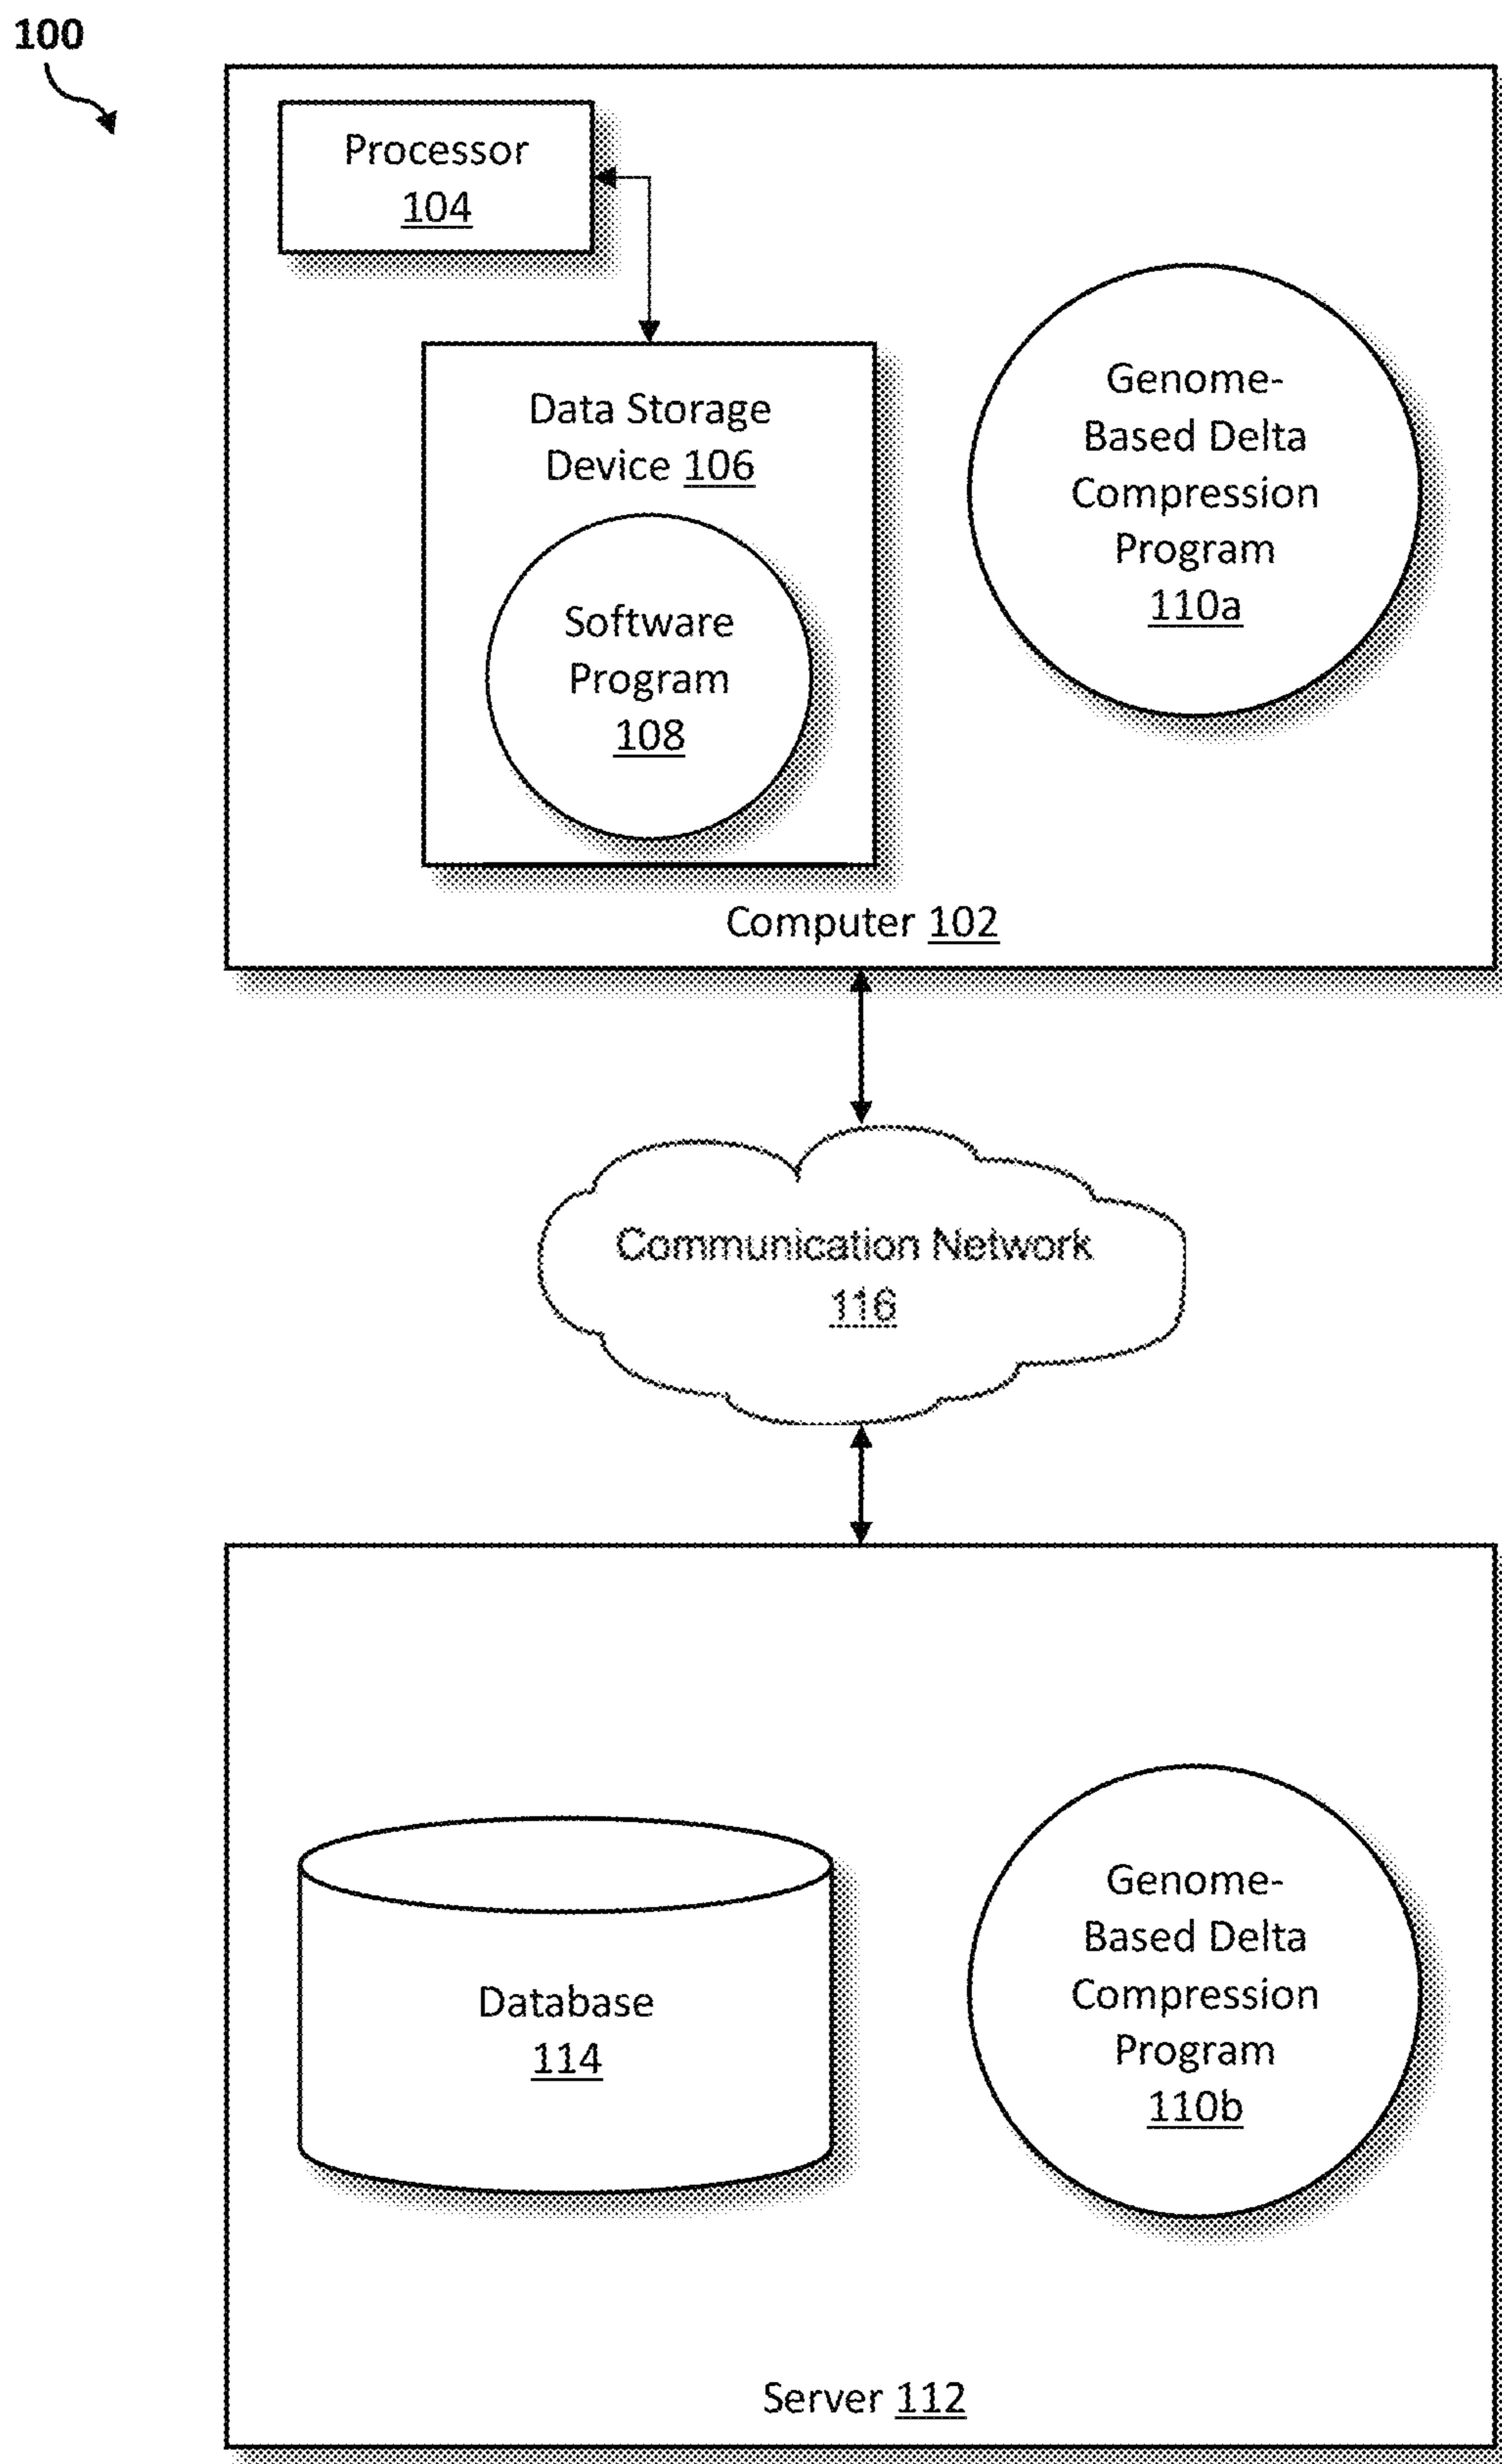 100
Processor
104
Data Storage
Device 106
Software
Program
108
Genome-
Based Delta
Compression
Program
110a
Computer 102
Communication Network
116
Database
114
Genome-
Based Delta
Compression
Program
110b
Server 112